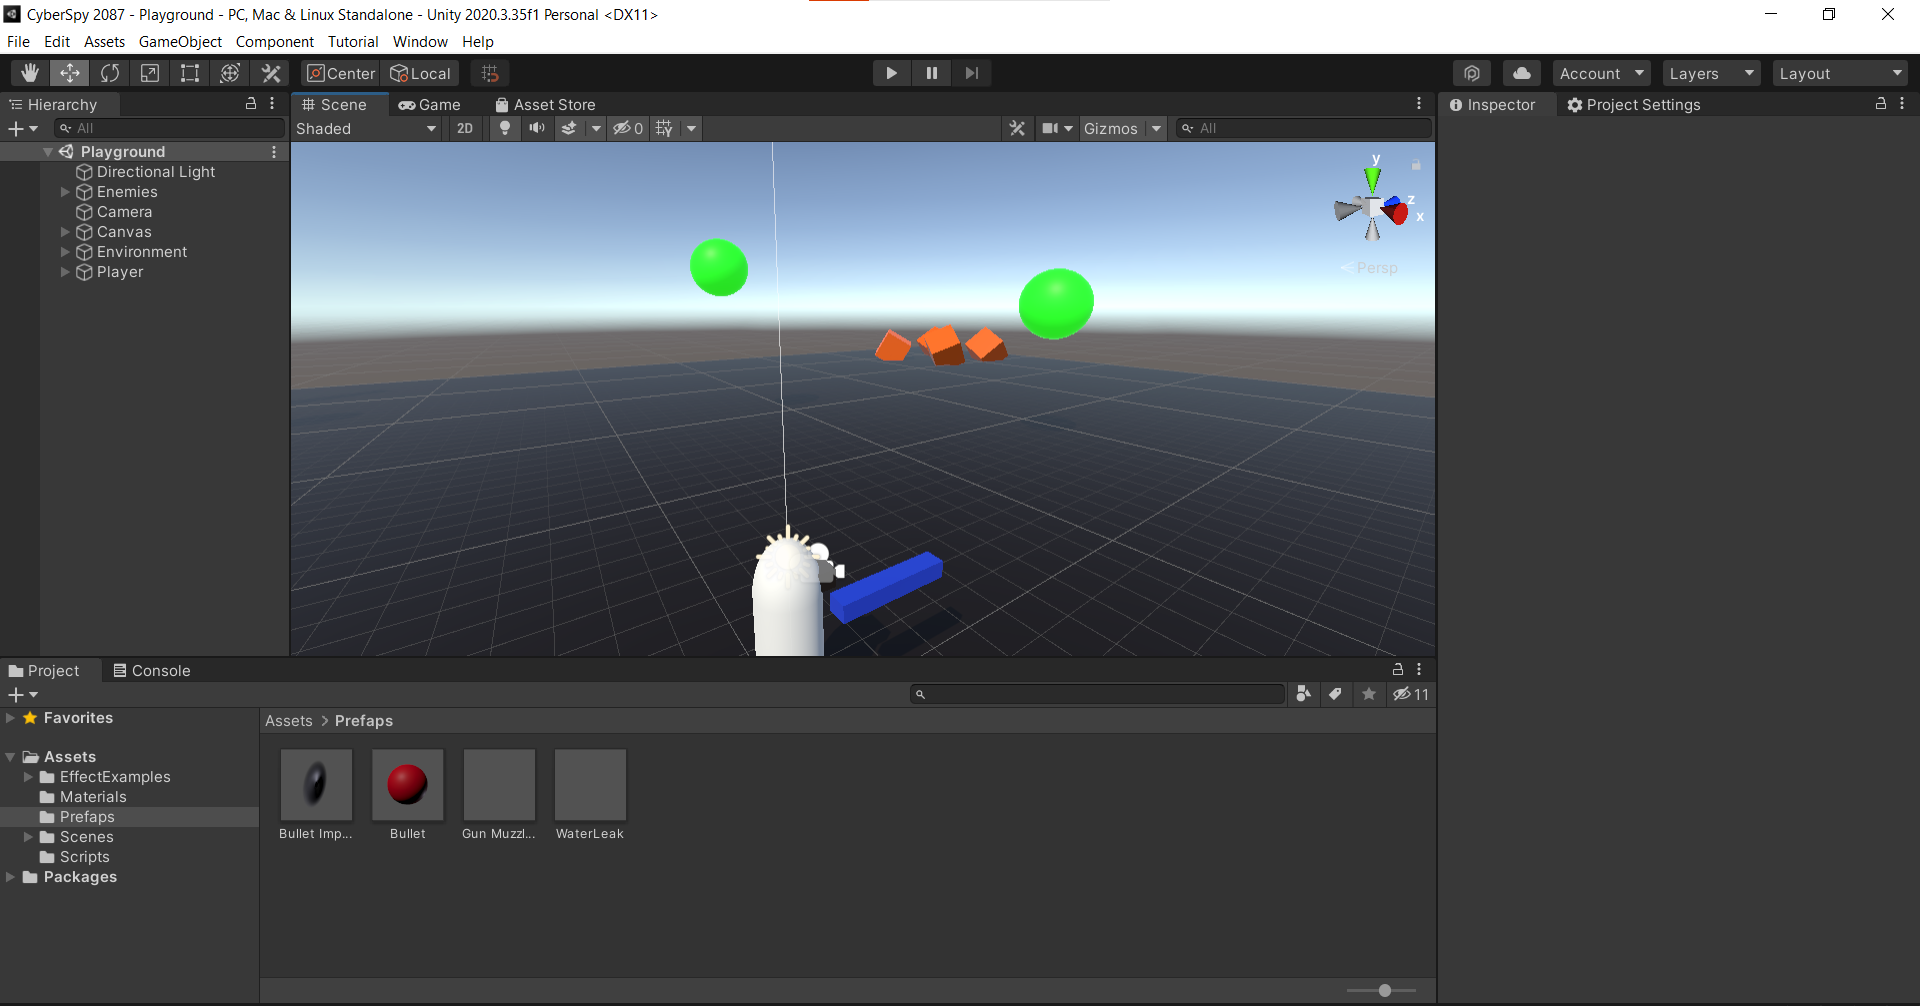 CyberSpy 2087 - Playground - PC, Mac & Linux Standalone - Unity 2020.3.35f1 Personal <DX11>
File Edit Assets GameObject Component Tutorial Window Help
Center Local Account Layers Layout
Hierarchy
All
Playground
Directional Light
Enemies
Camera
Canvas
Environment
Player
Scene Game Asset Store
Shaded 2D 0 Gizmos All
y
z
x
< Persp
Inspector Project Settings
Project Console
11
Favorites
Assets
EffectExamples
Materials
Prefaps
Scenes
Scripts
Packages
Assets > Prefaps
Bullet Imp... Bullet Gun Muzzl... WaterLeak